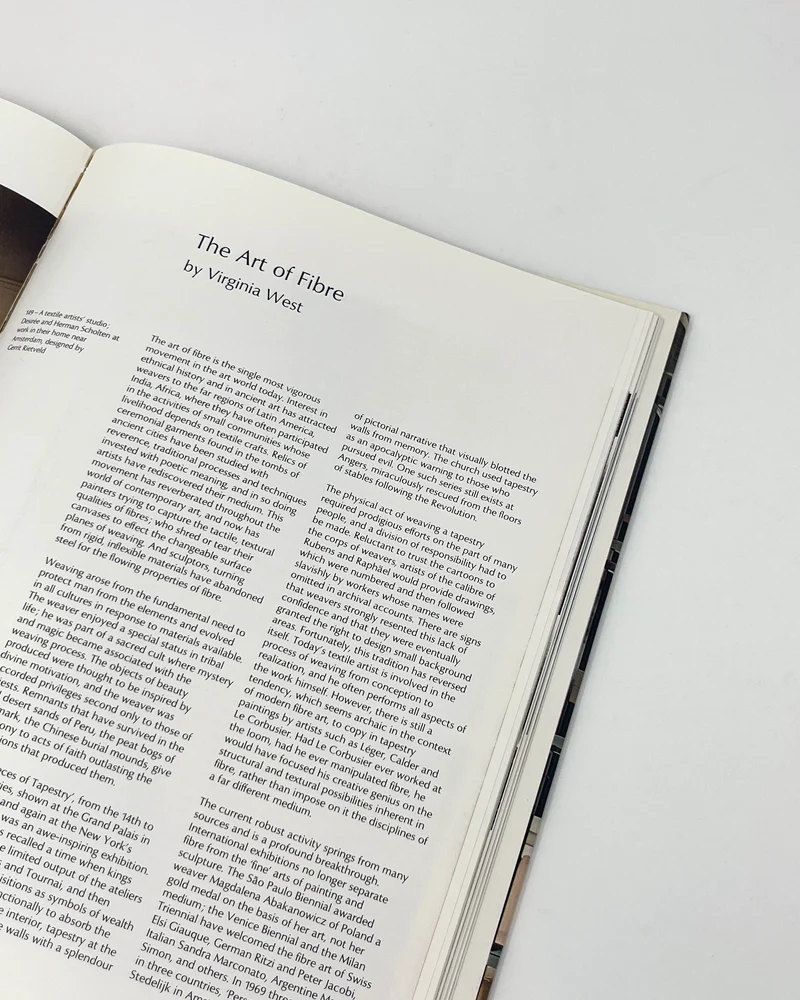 The Art of Fibre
by Virginia West
189 – A textile artists' studio;
Desirée and Herman Scholten at
work in their home near
Amsterdam, designed by
Gerrit Rietveld
The art of fibre is the single most vigorous
movement in the art world today. Interest in
ethnical history and in ancient art has attracted
weavers to the far regions of Latin America,
India, Africa, where they have often participated
in the activities of small communities whose
livelihood depends on textile crafts. Relics of
ceremonial garments found in the tombs of
ancient cities have been studied with
reverence, traditional processes and techniques
infused with poetic meaning, and in so doing
artists have rediscovered their medium. This
movement has reverberated throughout the
world of contemporary art, and now has
painters trying to capture the tactile, textural
qualities of fibres; who shred or tear their
canvases to effect the changeable surface
planes of weaving. And sculptors, turning
from rigid, inflexible materials have abandoned
steel for the flowing properties of fibre.
Weaving arose from the fundamental need to
protect man from the elements and evolved
in all cultures in response to materials available.
The weaver enjoyed a special status in tribal
life; he was part of a sacred cult where mystery
and magic became associated with the
weaving process. The objects of beauty
produced were thought to be inspired by
divine motivation, and the weaver was
ccorded privileges second only to those of
ests. Remnants that have survived in the
desert sands of Peru, the peat bogs of
mark, the Chinese burial mounds, give
ony to acts of faith outlasting the
ions that produced them.
eces of Tapestry', from the 14th to
ies, shown at the Grand Palais in
and again at the New York's
was an awe-inspiring exhibition.
s recalled a time when kings
e limited output of the ateliers
s and Tournai, and then
isitions as symbols of wealth
nctionally to absorb the
e interior, tapestry at the
e walls with a splendour
of pictorial narrative that visually blotted the
walls from memory. The church used tapestry
as an apocalyptic warning to those who
pursued evil. One such series still exists at
Angers, miraculously rescued from the floors
of stables following the Revolution.
The physical act of weaving a tapestry
required prodigious efforts on the part of many
people, and a division of responsibility had to
be made. Reluctant to trust the cartoons to
the corps of weavers, artists of the calibre of
Rubens and Raphäel would provide drawings,
which were numbered and then followed
slavishly by workers whose names were
omitted in archival accounts. There are signs
that weavers strongly resented this lack of
confidence and that they were eventually
granted the right to design small background
areas. Fortunately, this tradition has reversed
itself. Today's textile artist is involved in the
process of weaving from conception to
realization, and he often performs all aspects of
the work himself. However, there is still a
tendency, which seems archaic in the context
of modern fibre art, to copy in tapestry
paintings by artists such as Léger, Calder and
Le Corbusier. Had Le Corbusier ever worked at
the loom, had he ever manipulated fibre, he
would have focused his creative genius on the
structural and textural possibilities inherent in
fibre, rather than impose on it the disciplines of
a far different medium.
The current robust activity springs from many
sources and is a profound breakthrough.
International exhibitions no longer separate
fibre from the 'fine' arts of painting and
sculpture. The São Paulo Biennial awarded
weaver Magdalena Abakanowicz of Poland a
gold medal on the basis of her art, not her
medium; the Venice Biennial and the Milan
Triennial have welcomed the fibre art of Swiss
Elsi Giauque, German Ritzi and Peter Jacobi,
Italian Sandra Marconato, Argentine M
Simon, and others. In 1969 thre
in three countries, 'Per
Stedelijk in Am